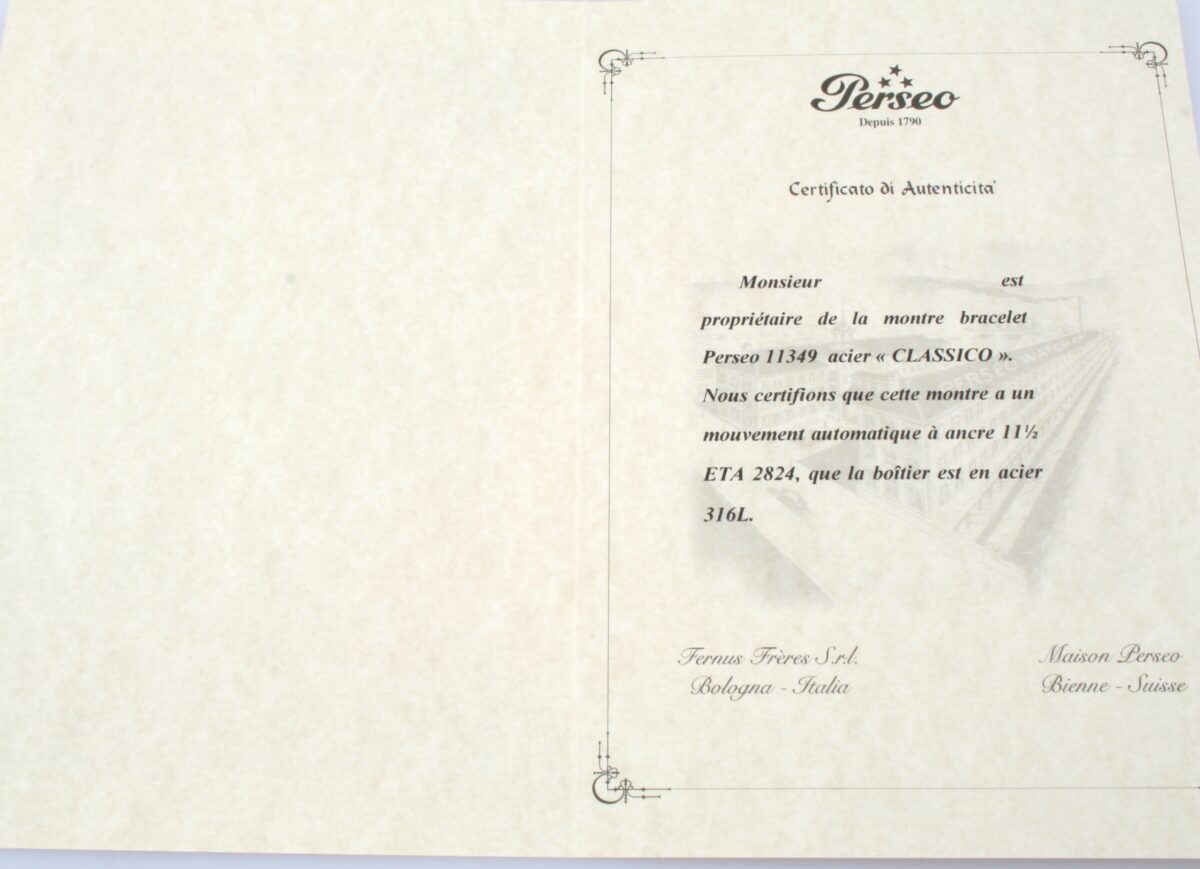 Perseo
Depuis 1790
Certificato di Autenticita'
Monsieur est
propriétaire de la montre bracelet
Perseo 11349 acier « CLASSICO ».
Nous certifions que cette montre a un
mouvement automatique à ancre 11½
ETA 2824, que la boîtier est en acier
316L.
PERSEO WATCH
Fernus Frères S.r.l.
Bologna - Italia
Maison Perseo
Bienne - Suisse